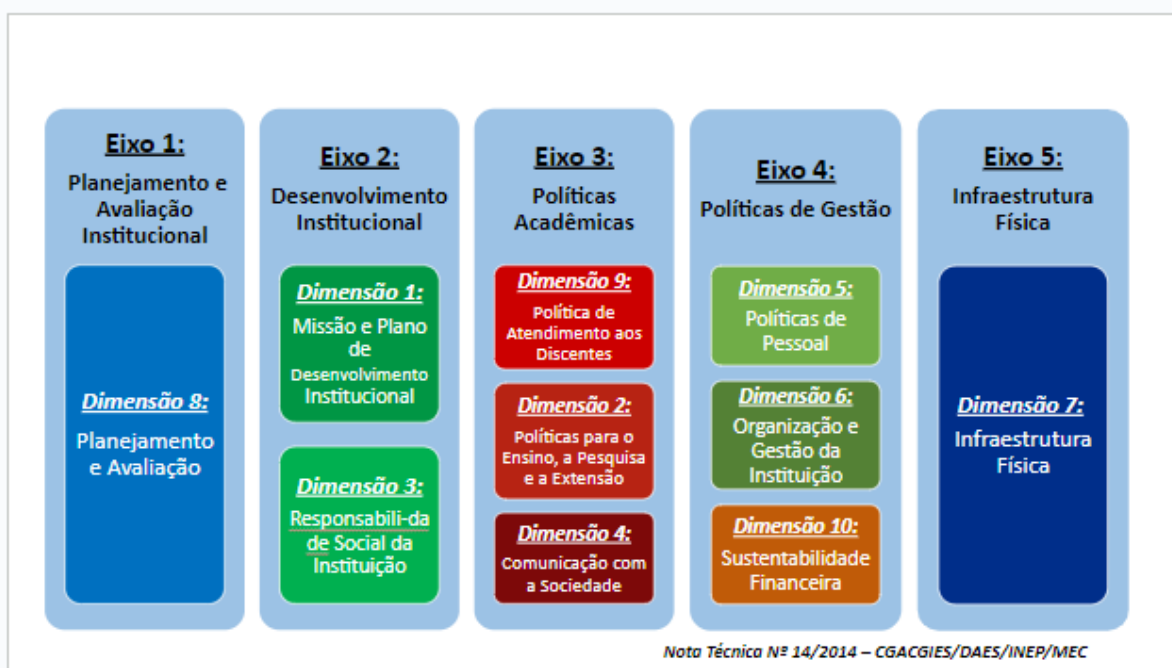 Eixo 1:
Planejamento e
Avaliação
Institucional
Dimensão 8:
Planejamento
e Avaliação
Eixo 2:
Desenvolvimento
Institucional
Dimensão 1:
Missão e Plano
de
Desenvolvimento
Institucional
Dimensão 3:
Responsabili-da
de Social da
Instituição
Eixo 3:
Políticas
Acadêmicas
Dimensão 9:
Política de
Atendimento aos
Discentes
Dimensão 2:
Políticas para o
Ensino, a Pesquisa
e a Extensão
Dimensão 4:
Comunicação com
a Sociedade
Eixo 4:
Políticas de Gestão
Dimensão 5:
Políticas de
Pessoal
Dimensão 6:
Organização e
Gestão da
Instituição
Dimensão 10:
Sustentabilidade
Financeira
Eixo 5:
Infraestrutura
Física
Dimensão 7:
Infraestrutura
Física
Nota Técnica Nº 14/2014 – CGACGIES/DAES/INEP/MEC